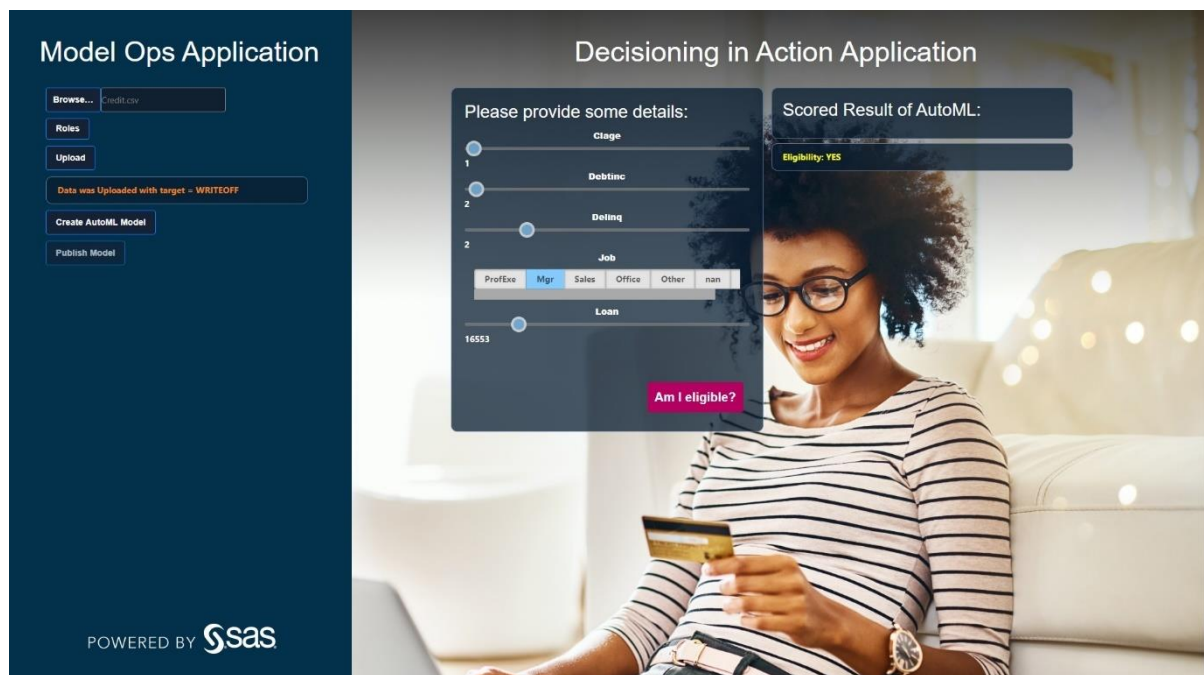 Model Ops Application
Browse... Credit.csv
Roles
Upload
Data was Uploaded with target = WRITEOFF
Create AutoML Model
Publish Model
POWERED BY sas
Decisioning in Action Application
Please provide some details:
Clage
1
Debtinc
2
Delinq
2
Job
ProfExe Mgr Sales Office Other nan
Loan
16553
Am I eligible?
Scored Result of AutoML:
Eligibility: YES